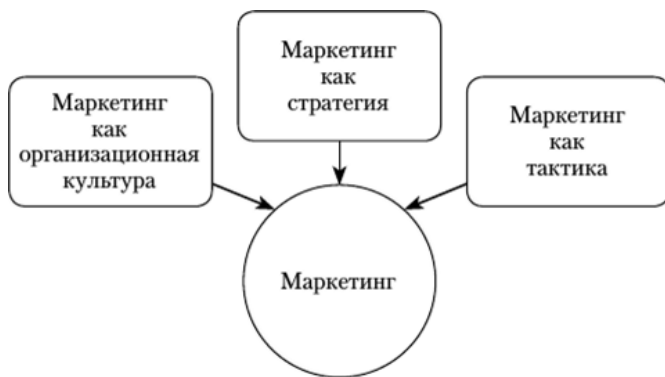 Маркетинг
как
организационная
культура
Маркетинг
как
стратегия
Маркетинг
как
тактика
Маркетинг